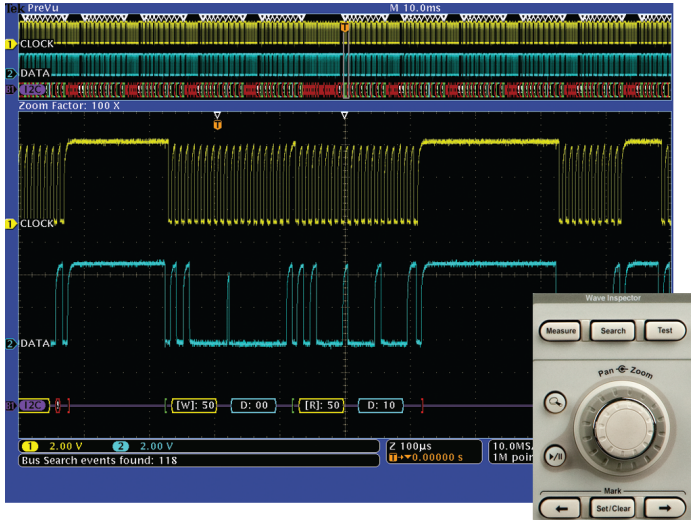 Tek PreVu M 10.0ms
T
1 CLOCK
2 DATA
I2C
Zoom Factor: 100 X
T
1 CLOCK
2 DATA
I2C ! [W]: 50 D: 00 [R]: 50 D: 10
1 2.00 V 2 2.00 V Z 100µs 10.0MS/
T→▼0.00000 s 1M poin
Bus Search events found: 118
Wave Inspector
Measure Search Test
Pan Zoom
Mark
← Set/Clear →